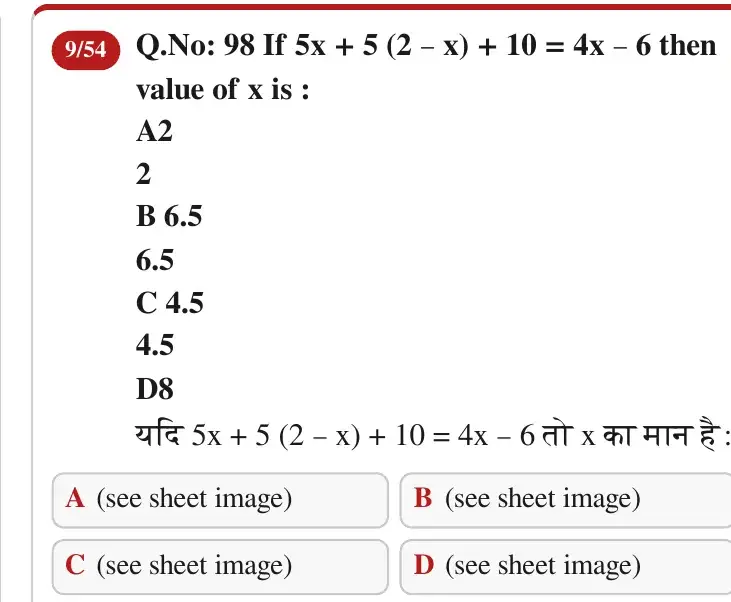 9/54 Q.No: 98 If 5x + 5 (2 – x) + 10 = 4x – 6 then
value of x is :
A2
2
B 6.5
6.5
C 4.5
4.5
D8
यदि 5x + 5 (2 – x) + 10 = 4x – 6 तो x का मान है :
A (see sheet image)
B (see sheet image)
C (see sheet image)
D (see sheet image)